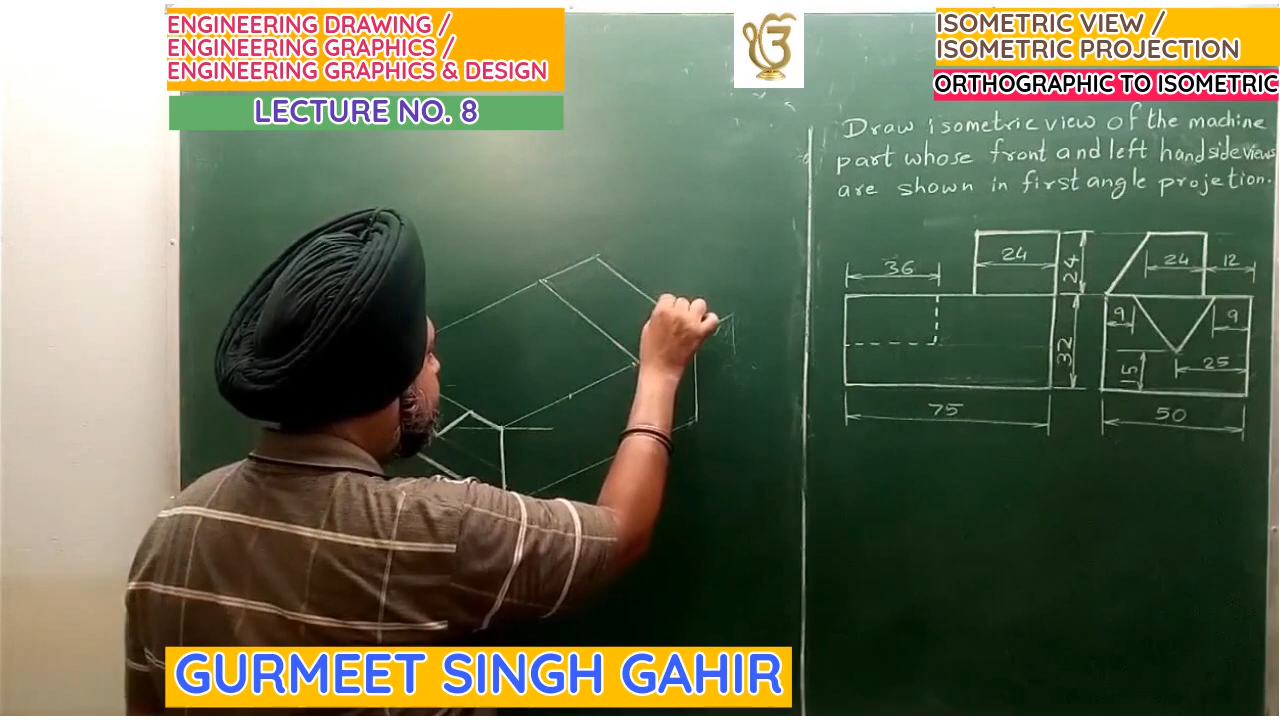 ENGINEERING DRAWING /
ENGINEERING GRAPHICS /
ENGINEERING GRAPHICS & DESIGN
LECTURE NO. 8
ੴ
ISOMETRIC VIEW /
ISOMETRIC PROJECTION
ORTHOGRAPHIC TO ISOMETRIC
Draw isometric view of the machine
part whose front and left hand side views
are shown in first angle projetion.
36
24
24
24
12
9
9
32
15
25
75
50
GURMEET SINGH GAHIR